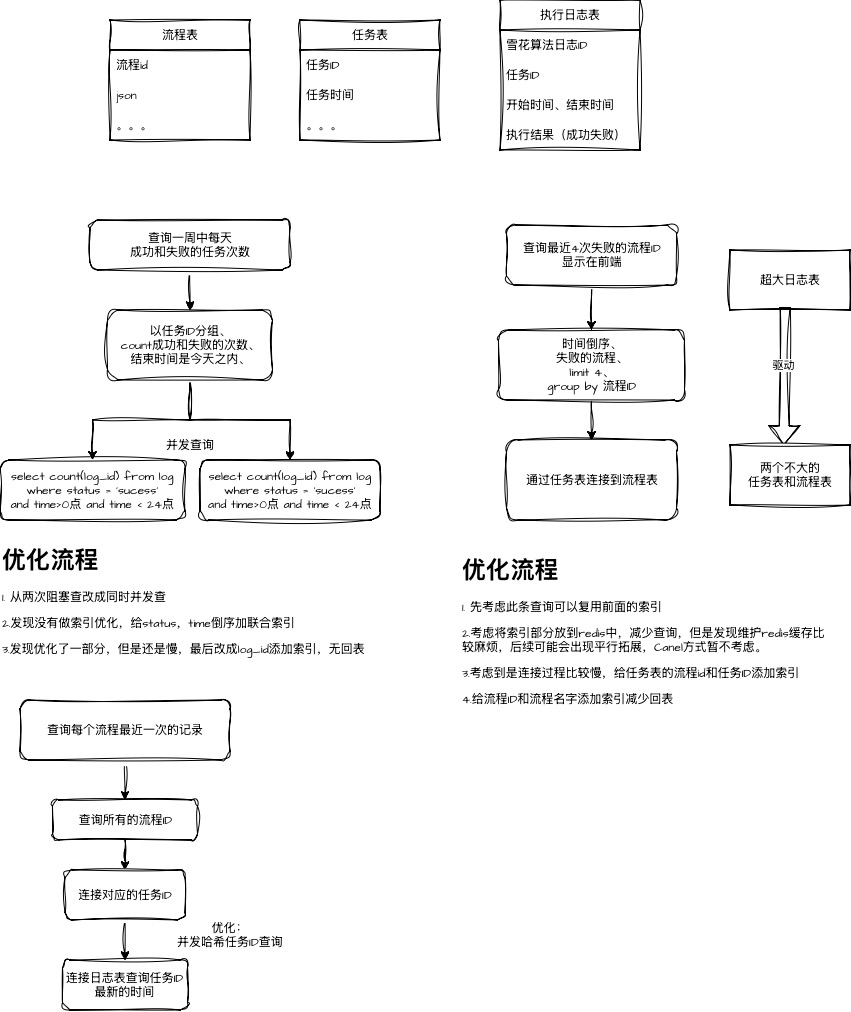 流程表
流程id
json
。。。
任务表
任务ID
任务时间
。。。
执行日志表
雪花算法日志ID
任务ID
开始时间、结束时间
执行结果（成功失败）
查询一周中每天
成功和失败的任务次数
以任务ID分组、
count成功和失败的次数、
结束时间是今天之内、
并发查询
select count(log_id) from log
where status = 'sucess'
and time>0点 and time < 24点
select count(log_id) from log
where status = 'sucess'
and time>0点 and time < 24点
查询最近4次失败的流程ID
显示在前端
时间倒序、
失败的流程、
limit 4、
group by 流程ID
通过任务表连接到流程表
超大日志表
驱动
两个不大的
任务表和流程表
优化流程
1. 从两次阻塞查改成同时并发查
2.发现没有做索引优化，给status，time倒序加联合索引
3.发现优化了一部分，但是还是慢，最后改成log_id添加索引，无回表
优化流程
1. 先考虑此条查询可以复用前面的索引
2.考虑将索引部分放到redis中，减少查询，但是发现维护redis缓存比
较麻烦，后续可能会出现平行拓展，Canel方式暂不考虑。
3.考虑到是连接过程比较慢，给任务表的流程id和任务ID添加索引
4.给流程ID和流程名字添加索引减少回表
查询每个流程最近一次的记录
查询所有的流程ID
连接对应的任务ID
优化：
并发哈希任务ID查询
连接日志表查询任务ID
最新的时间